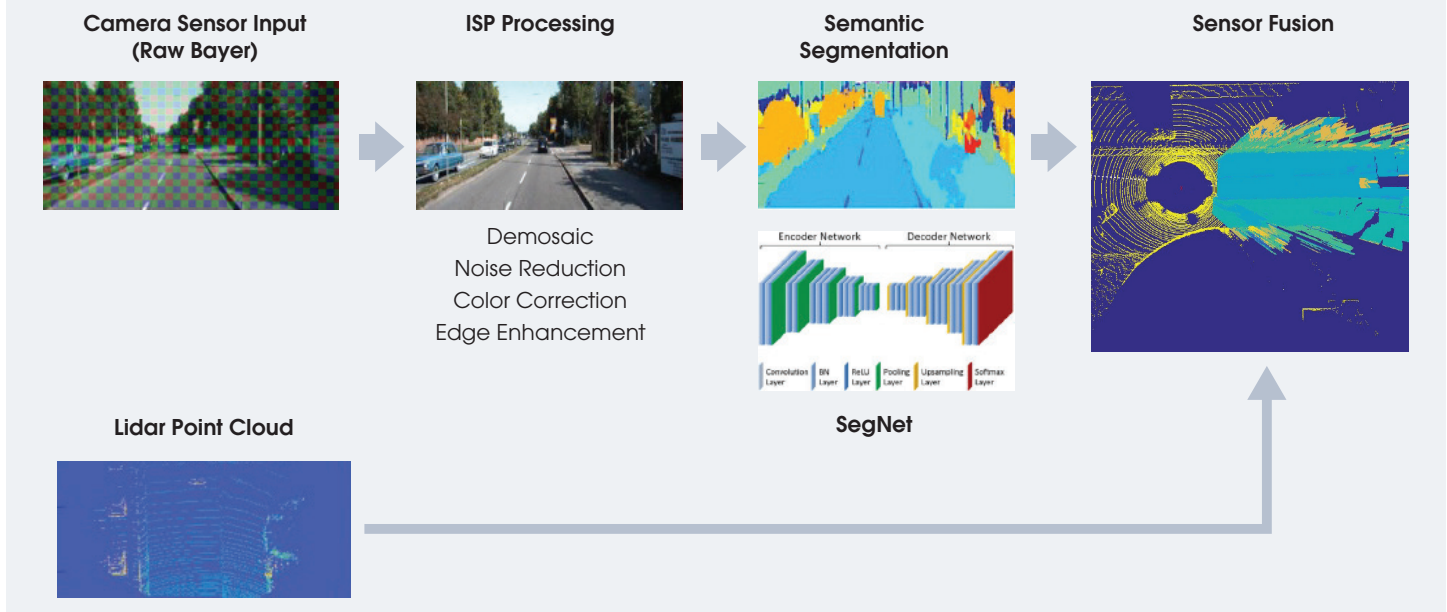 Camera Sensor Input
(Raw Bayer)
ISP Processing
Semantic
Segmentation
Sensor Fusion
Demosaic
Noise Reduction
Color Correction
Edge Enhancement
Encoder Network
Decoder Network
Convolution
Layer
BN
Layer
ReLU
Layer
Pooling
Layer
Upsampling
Layer
Softmax
Layer
SegNet
Lidar Point Cloud